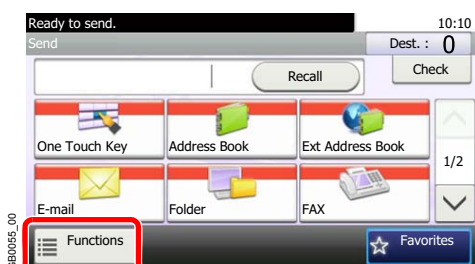 Ready to send.
10:10
Send
Dest. : 0
Recall
Check
One Touch Key
Address Book
Ext Address Book
1/2
E-mail
Folder
FAX
Functions
Favorites
GB0055_00